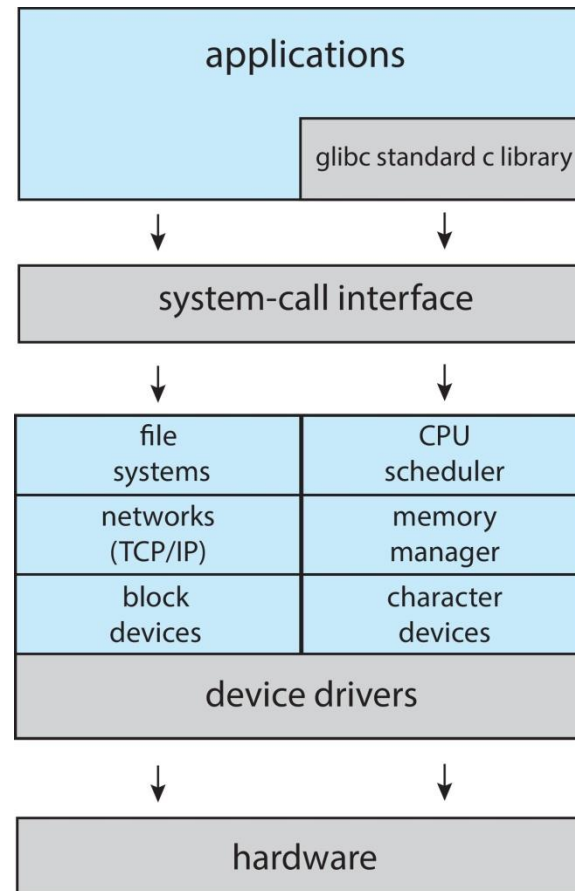 applications
glibc standard c library
system-call interface
file
systems
CPU
scheduler
networks
(TCP/IP)
memory
manager
block
devices
character
devices
device drivers
hardware